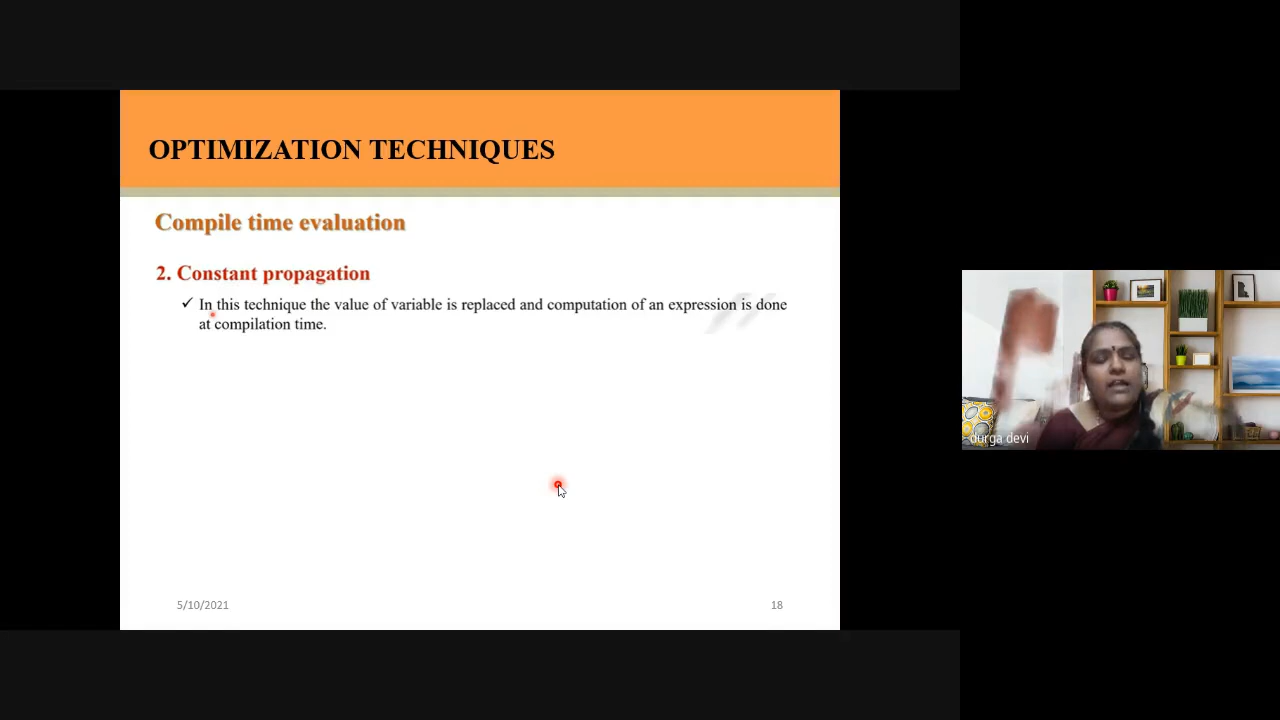 OPTIMIZATION TECHNIQUES
Compile time evaluation
2. Constant propagation
✓ In this technique the value of variable is replaced and computation of an expression is done
at compilation time.
5/10/2021
18
durga devi